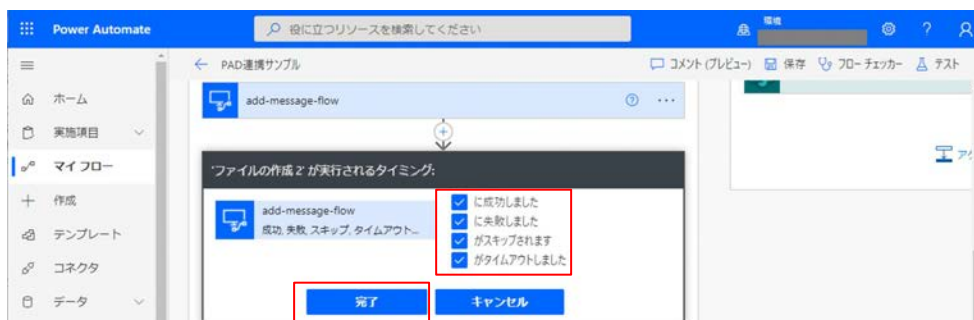 Power Automate
役に立つリソースを検索してください
環境
PAD連携サンプル
コメント (プレビュー)
保存
フローチェッカー
テスト
ホーム
実施項目
マイ フロー
作成
テンプレート
コネクタ
データ
add-message-flow
'ファイルの作成 2' が実行されるタイミング:
add-message-flow
成功, 失敗, スキップ, タイムアウト...
に成功しました
に失敗しました
がスキップされます
がタイムアウトしました
完了
キャンセル